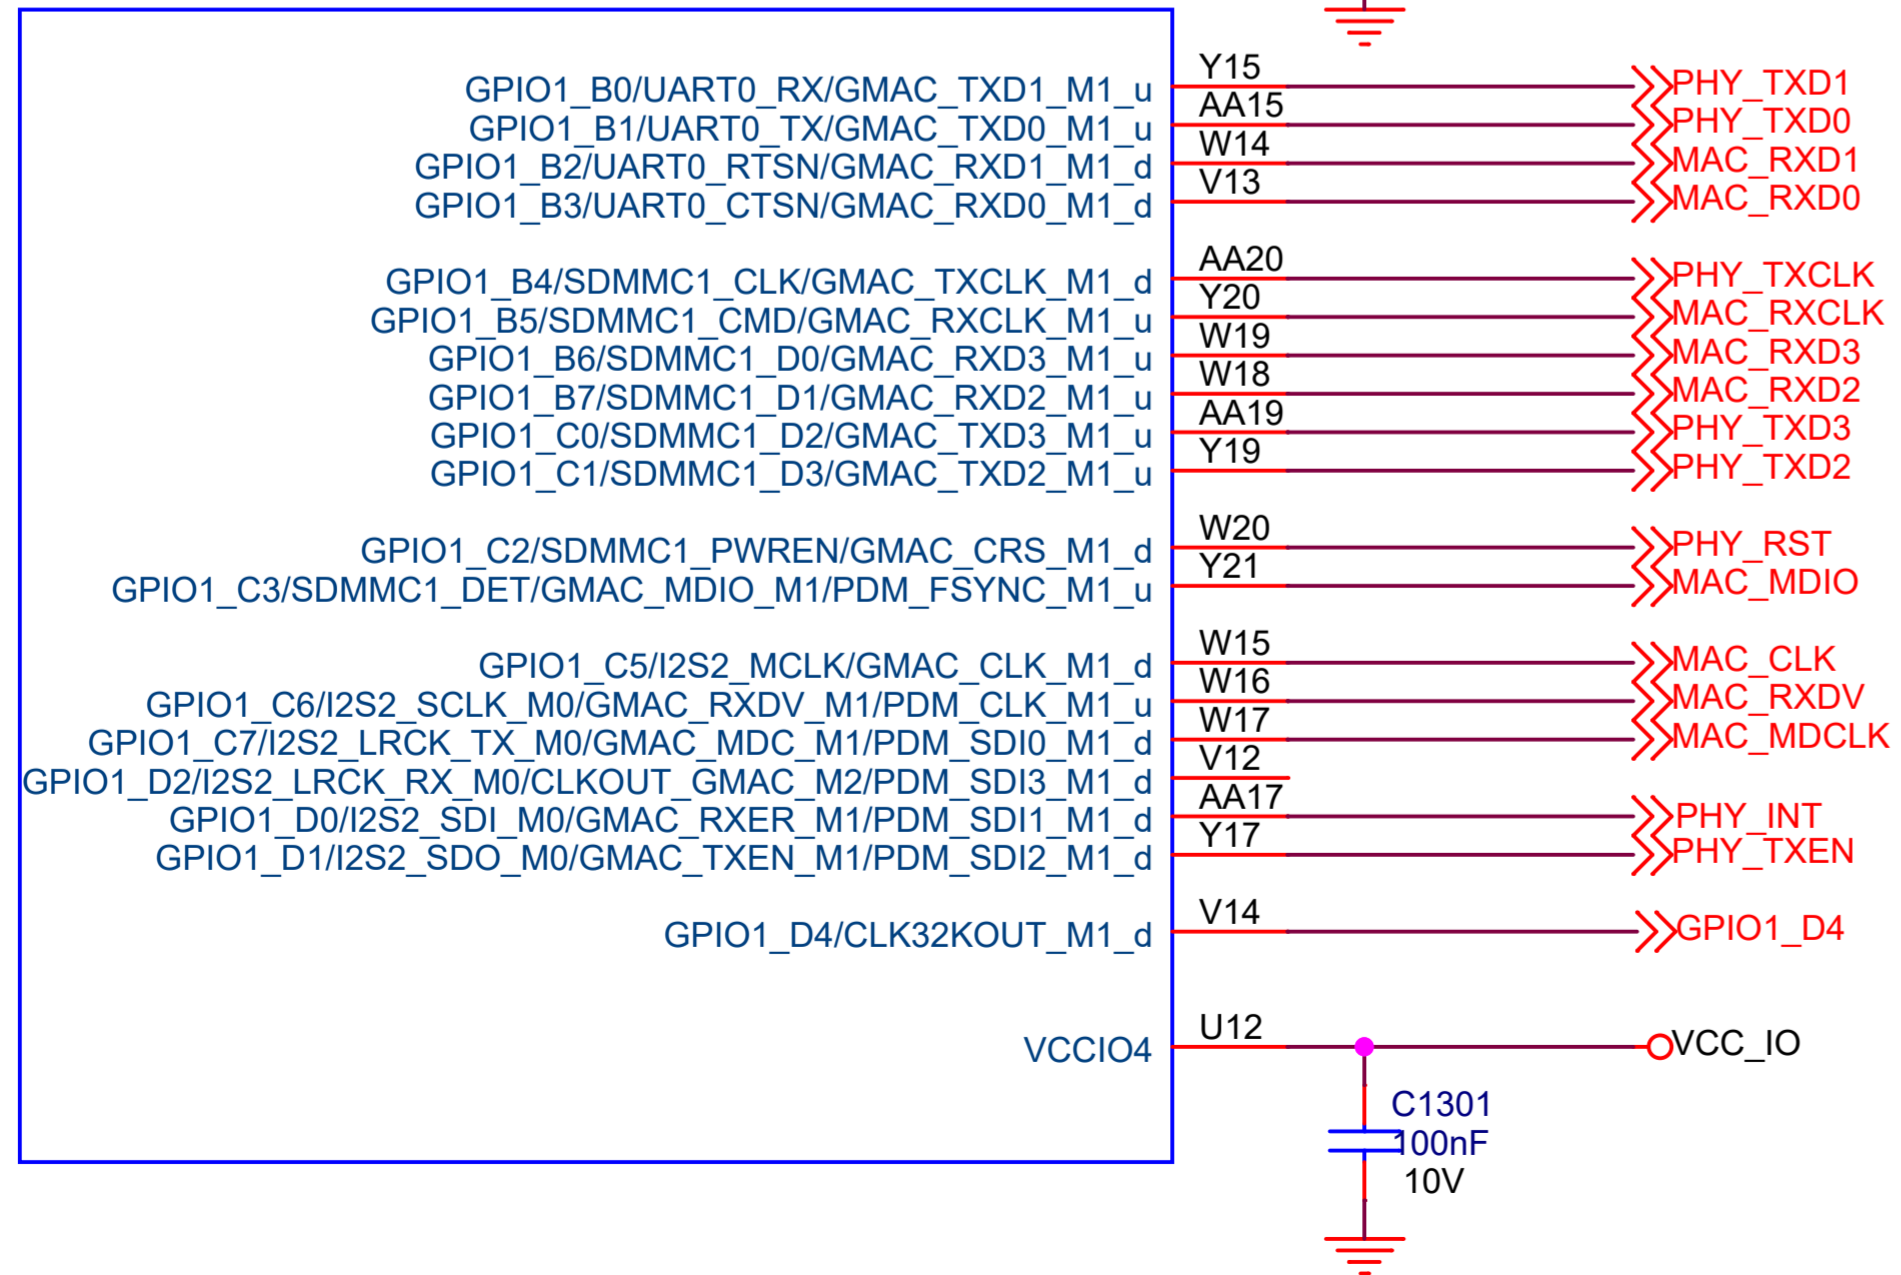 GPIO1_B0/UART0_RX/GMAC_TXD1_M1_u Y15 PHY_TXD1
GPIO1_B1/UART0_TX/GMAC_TXD0_M1_u AA15 PHY_TXD0
GPIO1_B2/UART0_RTSN/GMAC_RXD1_M1_d W14 MAC_RXD1
GPIO1_B3/UART0_CTSN/GMAC_RXD0_M1_d V13 MAC_RXD0
GPIO1_B4/SDMMC1_CLK/GMAC_TXCLK_M1_d AA20 PHY_TXCLK
GPIO1_B5/SDMMC1_CMD/GMAC_RXCLK_M1_u Y20 MAC_RXCLK
GPIO1_B6/SDMMC1_D0/GMAC_RXD3_M1_u W19 MAC_RXD3
GPIO1_B7/SDMMC1_D1/GMAC_RXD2_M1_u W18 MAC_RXD2
GPIO1_C0/SDMMC1_D2/GMAC_TXD3_M1_u AA19 PHY_TXD3
GPIO1_C1/SDMMC1_D3/GMAC_TXD2_M1_u Y19 PHY_TXD2
GPIO1_C2/SDMMC1_PWREN/GMAC_CRS_M1_d W20 PHY_RST
GPIO1_C3/SDMMC1_DET/GMAC_MDIO_M1/PDM_FSYNC_M1_u Y21 MAC_MDIO
GPIO1_C5/I2S2_MCLK/GMAC_CLK_M1_d W15 MAC_CLK
GPIO1_C6/I2S2_SCLK_M0/GMAC_RXDV_M1/PDM_CLK_M1_u W16 MAC_RXDV
GPIO1_C7/I2S2_LRCK_TX_M0/GMAC_MDC_M1/PDM_SDI0_M1_d W17 MAC_MDCLK
GPIO1_D2/I2S2_LRCK_RX_M0/CLKOUT_GMAC_M2/PDM_SDI3_M1_d V12
GPIO1_D0/I2S2_SDI_M0/GMAC_RXER_M1/PDM_SDI1_M1_d AA17 PHY_INT
GPIO1_D1/I2S2_SDO_M0/GMAC_TXEN_M1/PDM_SDI2_M1_d Y17 PHY_TXEN
GPIO1_D4/CLK32KOUT_M1_d V14 GPIO1_D4
VCCIO4 U12 VCC_IO
C1301
100nF
10V